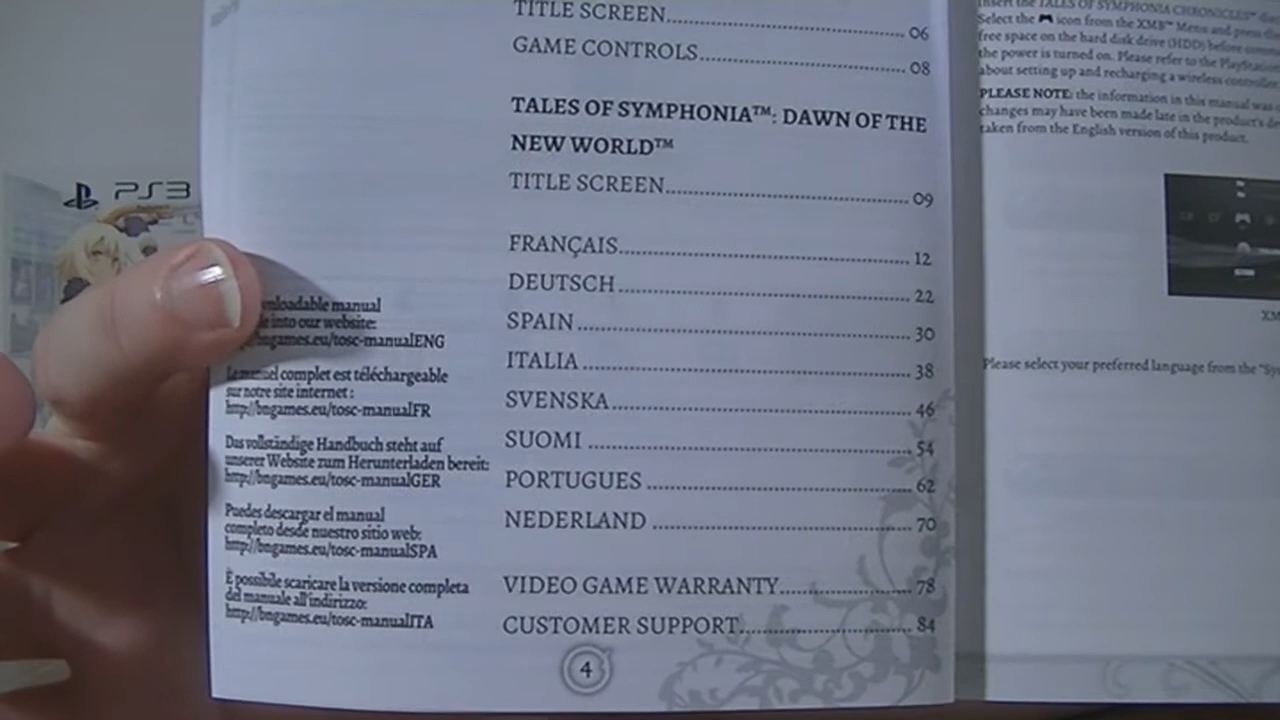 PS3
TITLE SCREEN 06
GAME CONTROLS 08
TALES OF SYMPHONIA™: DAWN OF THE
NEW WORLD™
TITLE SCREEN 09
FRANÇAIS 12
DEUTSCH 22
SPAIN 30
ITALIA 38
SVENSKA 46
SUOMI 54
PORTUGUES 62
NEDERLAND 70
VIDEO GAME WARRANTY 78
CUSTOMER SUPPORT 84
manual
into our website:
bngames.eu/tosc-manualENG
complet est téléchargeable
sur notre site internet :
http://bngames.eu/tosc-manualFR
Das vollständige Handbuch steht auf
unserer Website zum Herunterladen bereit:
http://bngames.eu/tosc-manualGER
Puedes descargar el manual
completo desde nuestro sitio web:
http://bngames.eu/tosc-manualSPA
È possibile scaricare la versione completa
del manuale all'indirizzo:
http://bngames.eu/tosc-manualITA
4
Insert the TALES OF SYMPHONIA CHRONICLES™
Select the icon from the XMB™ Menu and press
free space on the hard disk drive (HDD) before
the power is turned on. Please refer to the
about setting up and recharging a wireless
PLEASE NOTE: the information in this manual was
changes may have been made late in the product's
taken from the English version of this product.
Please select your preferred language from the